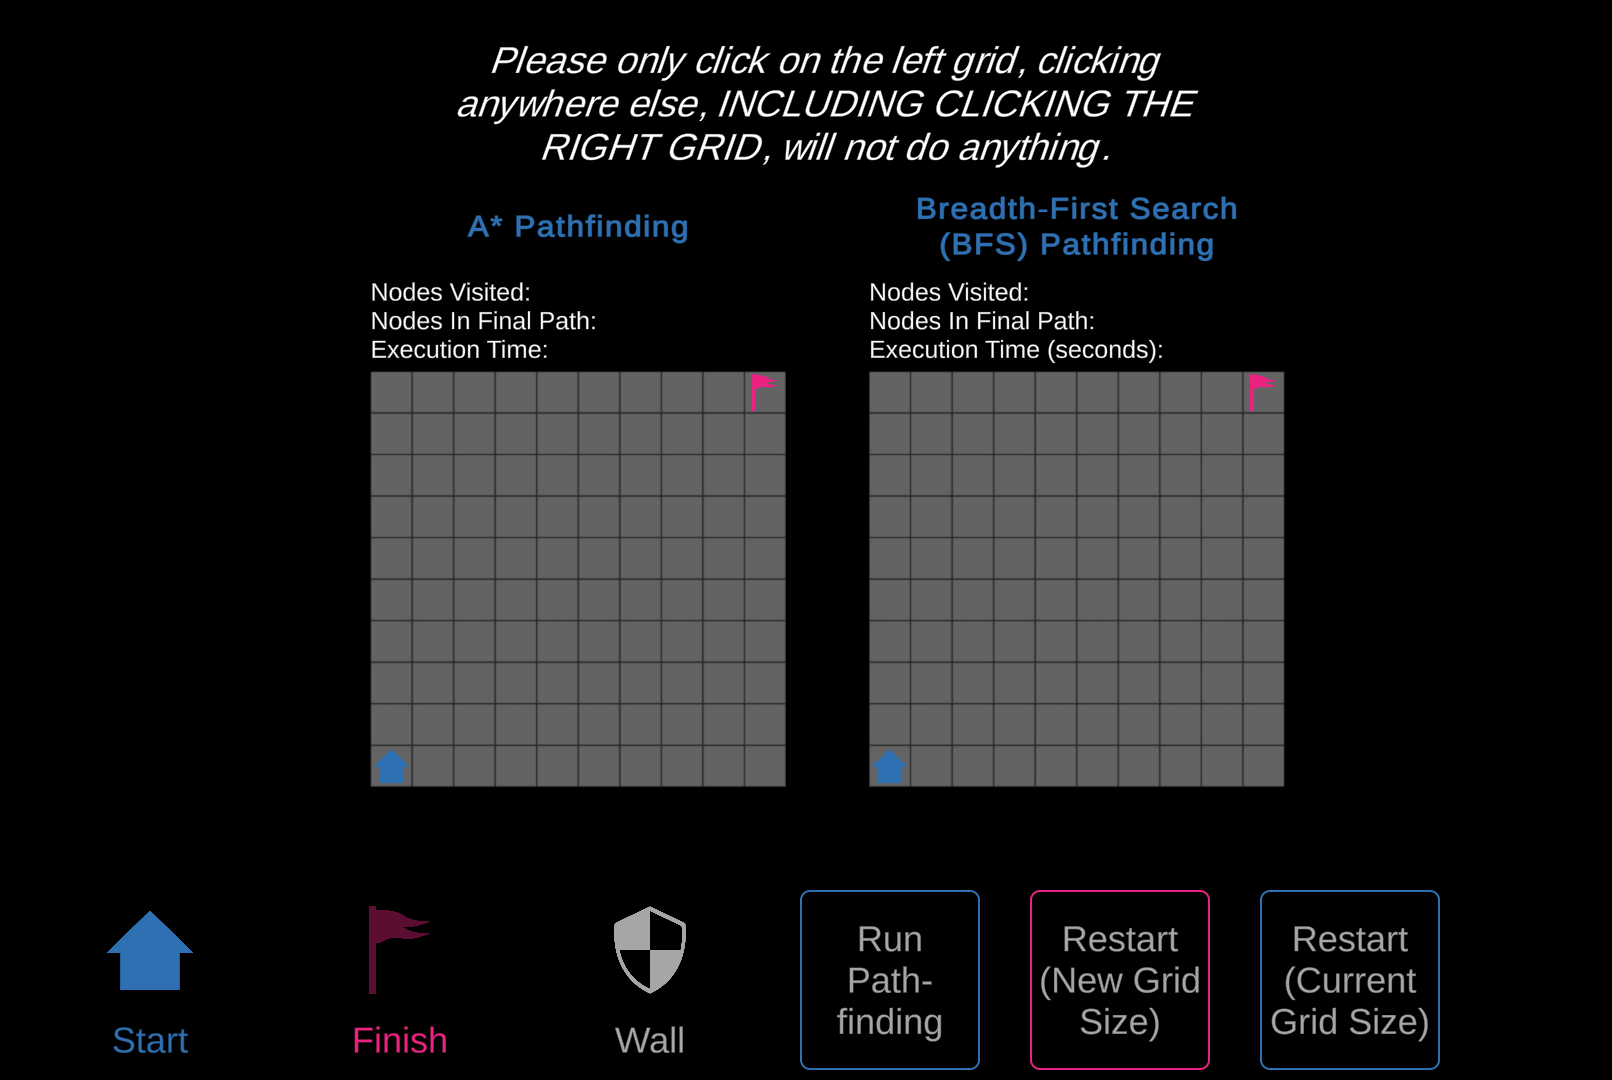 Please only click on the left grid, clicking
anywhere else, INCLUDING CLICKING THE
RIGHT GRID, will not do anything.
A* Pathfinding
Nodes Visited:
Nodes In Final Path:
Execution Time:
Breadth-First Search
(BFS) Pathfinding
Nodes Visited:
Nodes In Final Path:
Execution Time (seconds):
Start
Finish
Wall
Run
Path-
finding
Restart
(New Grid
Size)
Restart
(Current
Grid Size)